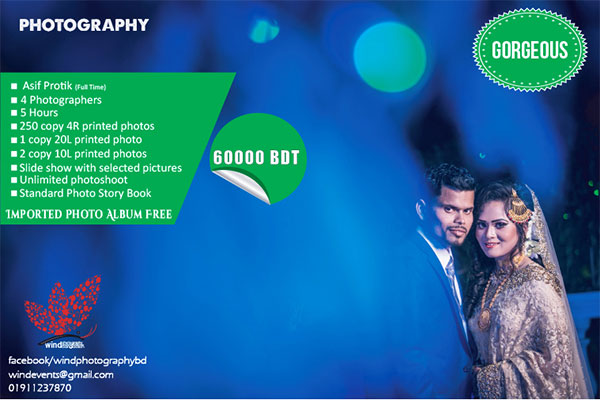 PHOTOGRAPHY
GORGEOUS
Asif Protik (Full Time)
4 Photographers
5 Hours
250 copy 4R printed photos
1 copy 20L printed photo
2 copy 10L printed photos
Slide show with selected pictures
Unlimited photoshoot
Standard Photo Story Book
Imported Photo Album Free
60000 BDT
wind
facebook/windphotographybd
windevents@gmail.com
01911237870